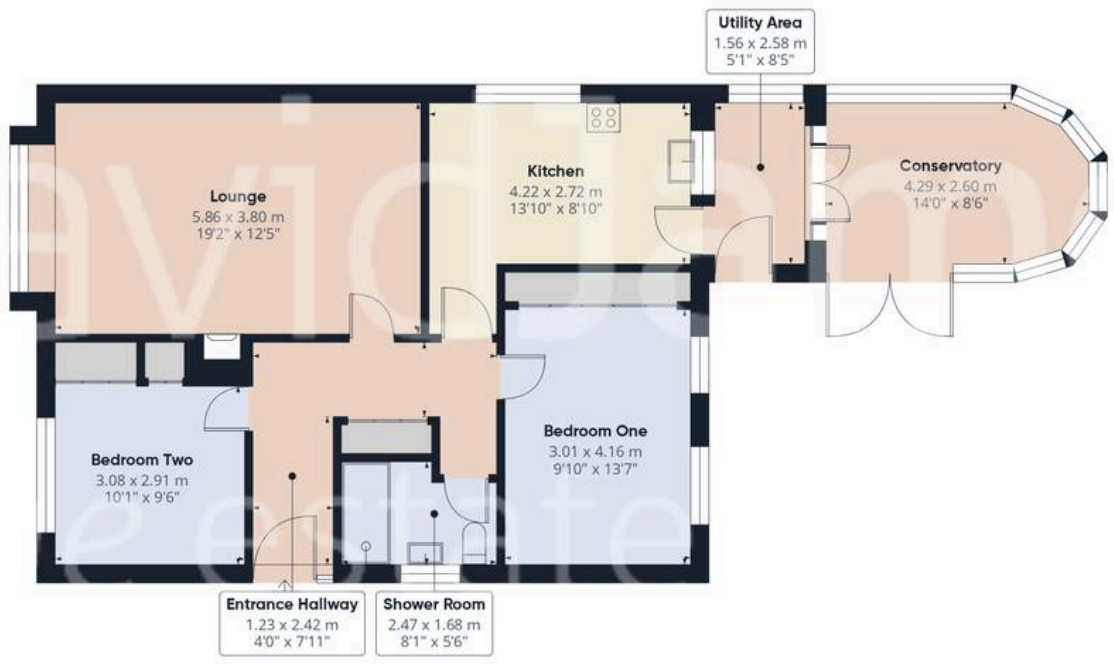 Utility Area
1.56 x 2.58 m
5'1" x 8'5"
Lounge
5.86 x 3.80 m
19'2" x 12'5"
Kitchen
4.22 x 2.72 m
13'10" x 8'10"
Conservatory
4.29 x 2.60 m
14'0" x 8'6"
Bedroom Two
3.08 x 2.91 m
10'1" x 9'6"
Bedroom One
3.01 x 4.16 m
9'10" x 13'7"
Entrance Hallway
1.23 x 2.42 m
4'0" x 7'11"
Shower Room
2.47 x 1.68 m
8'1" x 5'6"
avid Jame
e estate